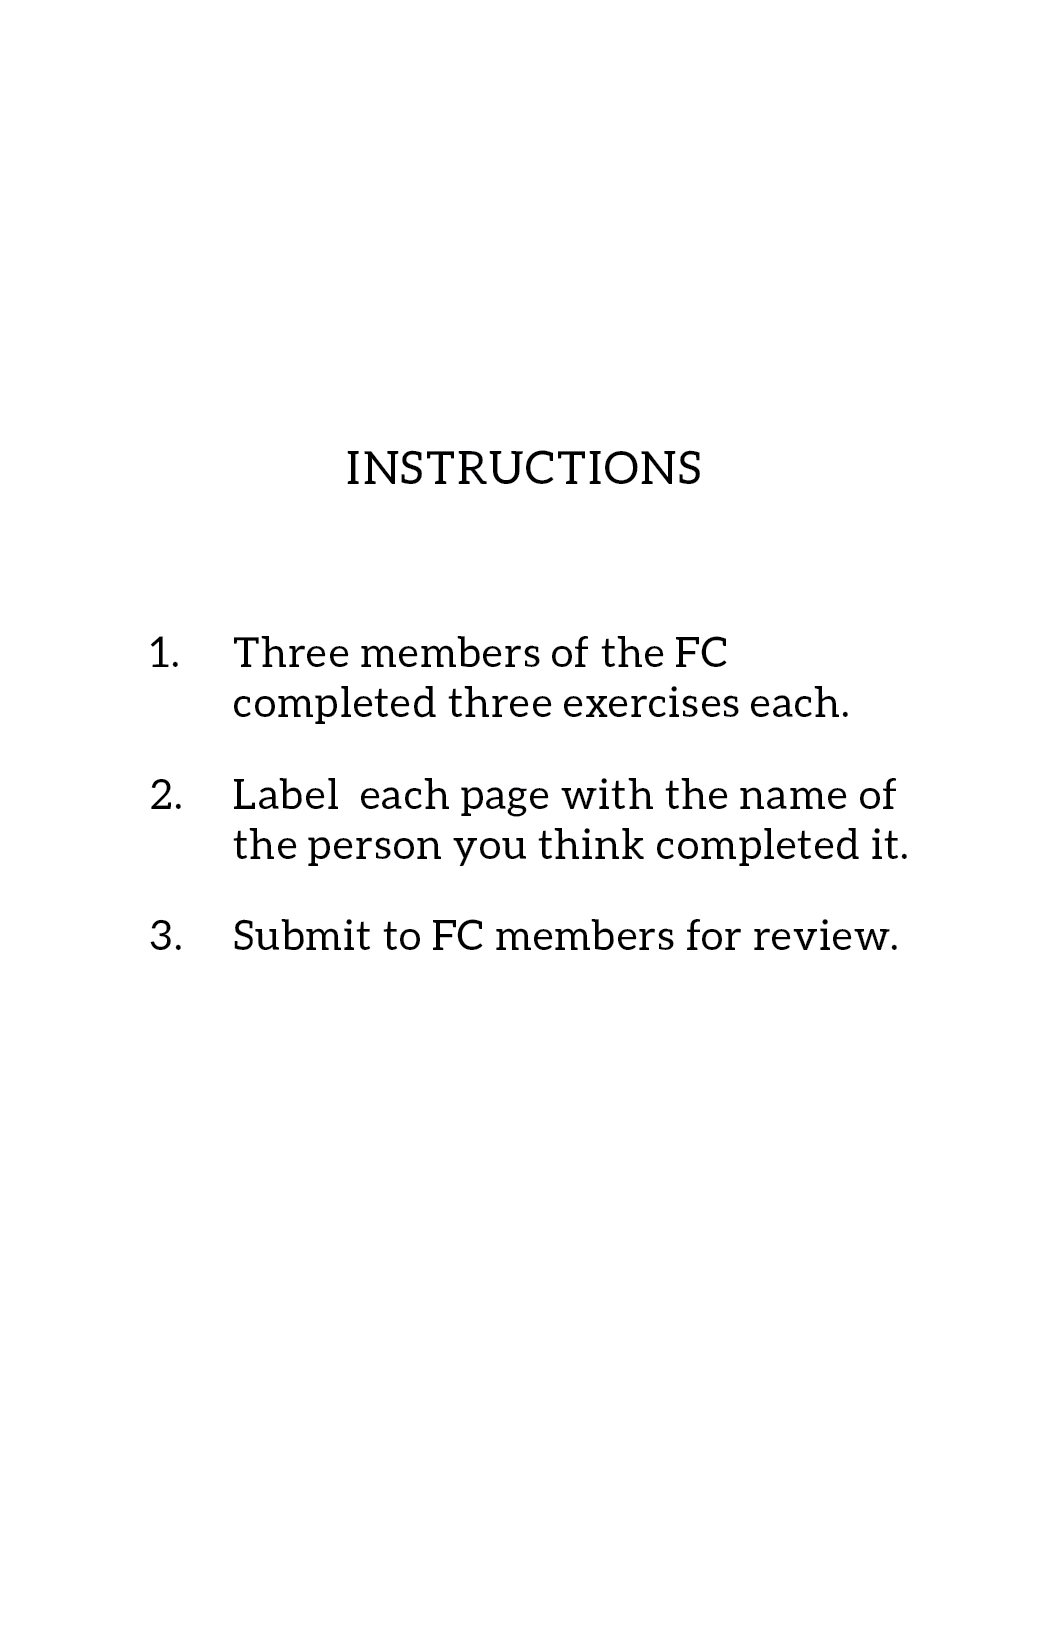 INSTRUCTIONS
1. Three members of the FC
completed three exercises each.
2. Label  each page with the name of
the person you think completed it.
3. Submit to FC members for review.